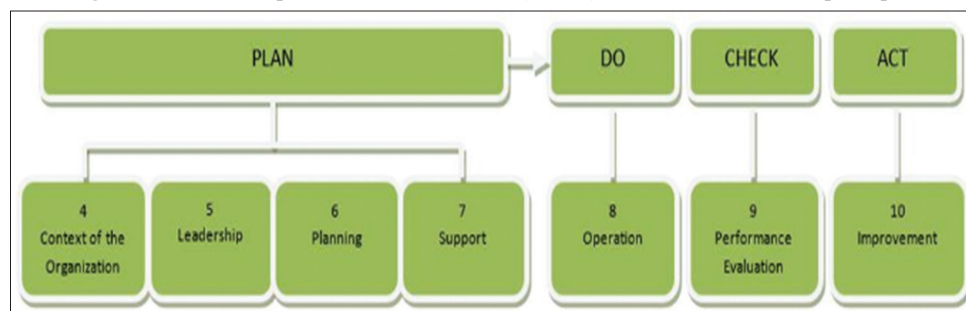 PLAN
DO
CHECK
ACT
4
Context of the
Organization
5
Leadership
6
Planning
7
Support
8
Operation
9
Performance
Evaluation
10
Improvement